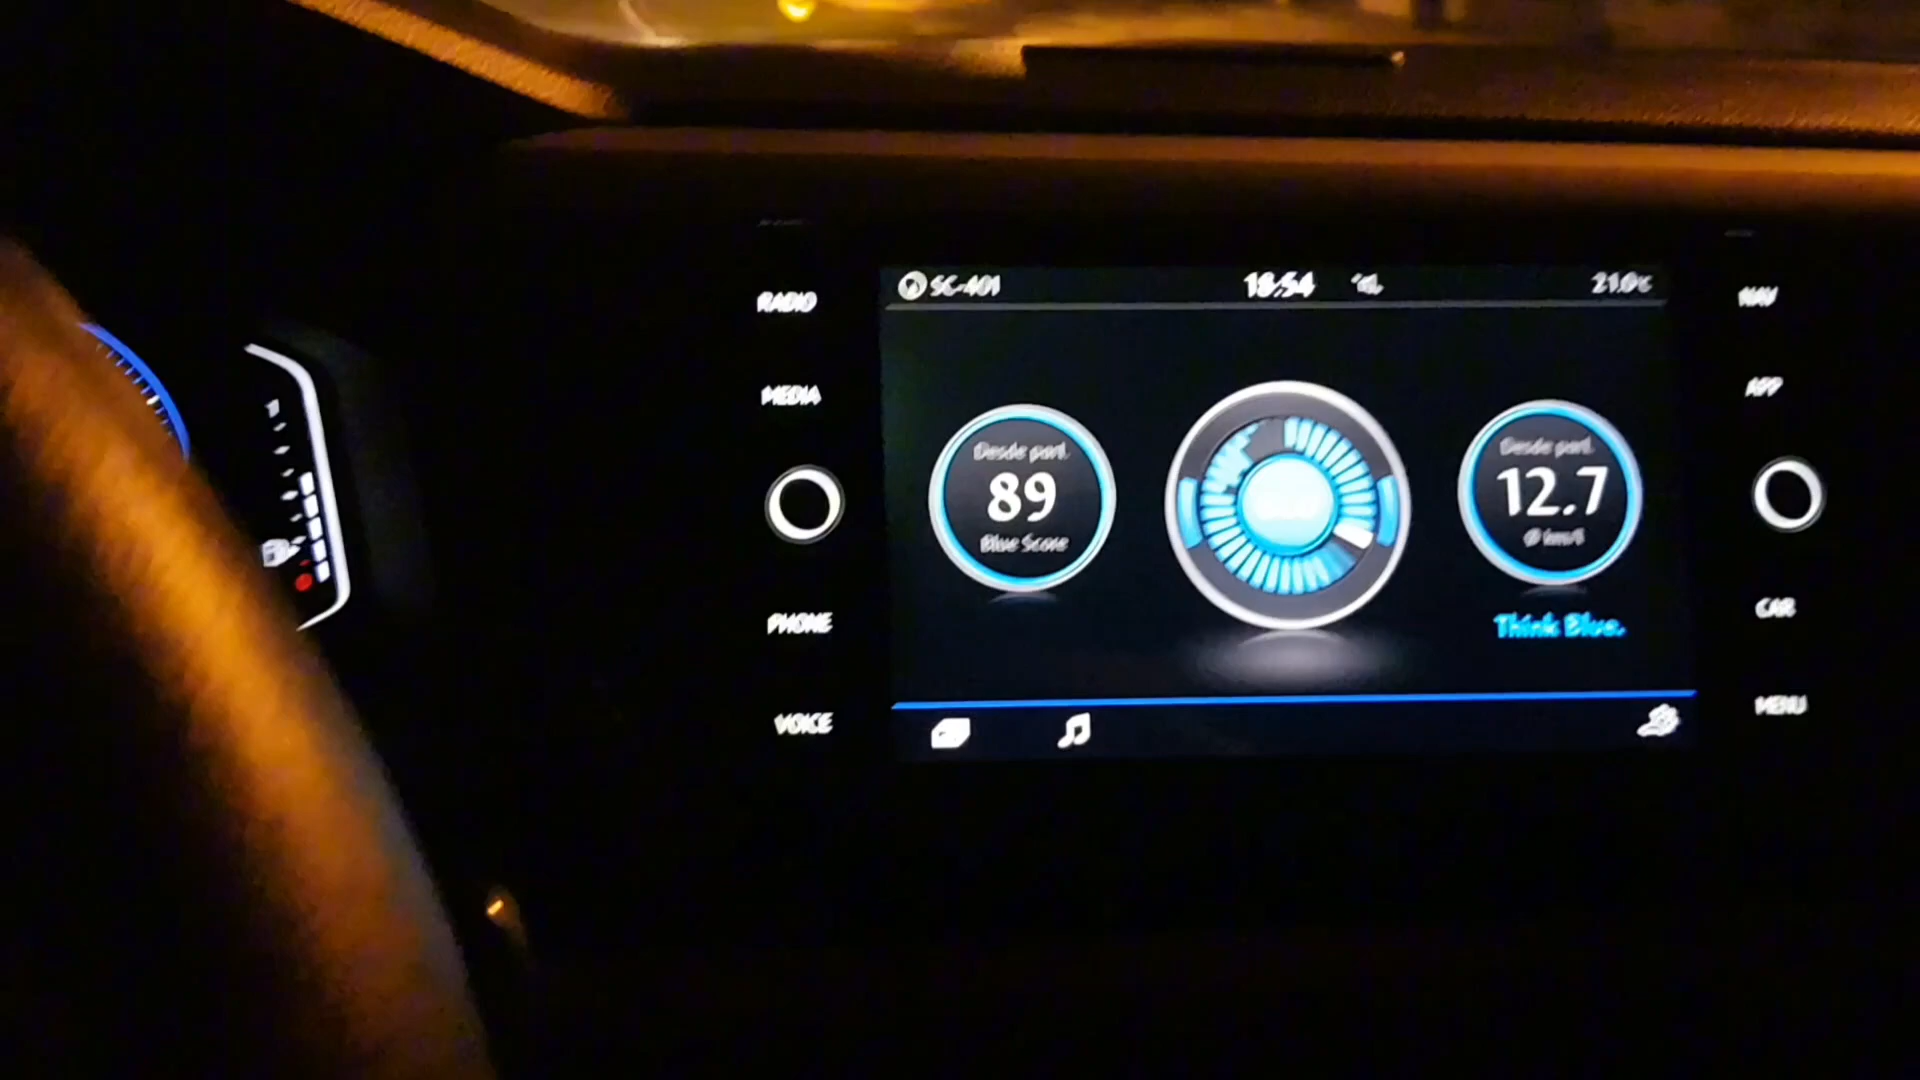 RADIO
MEDIA
PHONE
VOICE
SC-401 18:54 21.0°C
Desde part.
89
Blue Score
Desde part.
12.7
Ø km/l
Think Blue.
NAV
APP
CAR
MENU